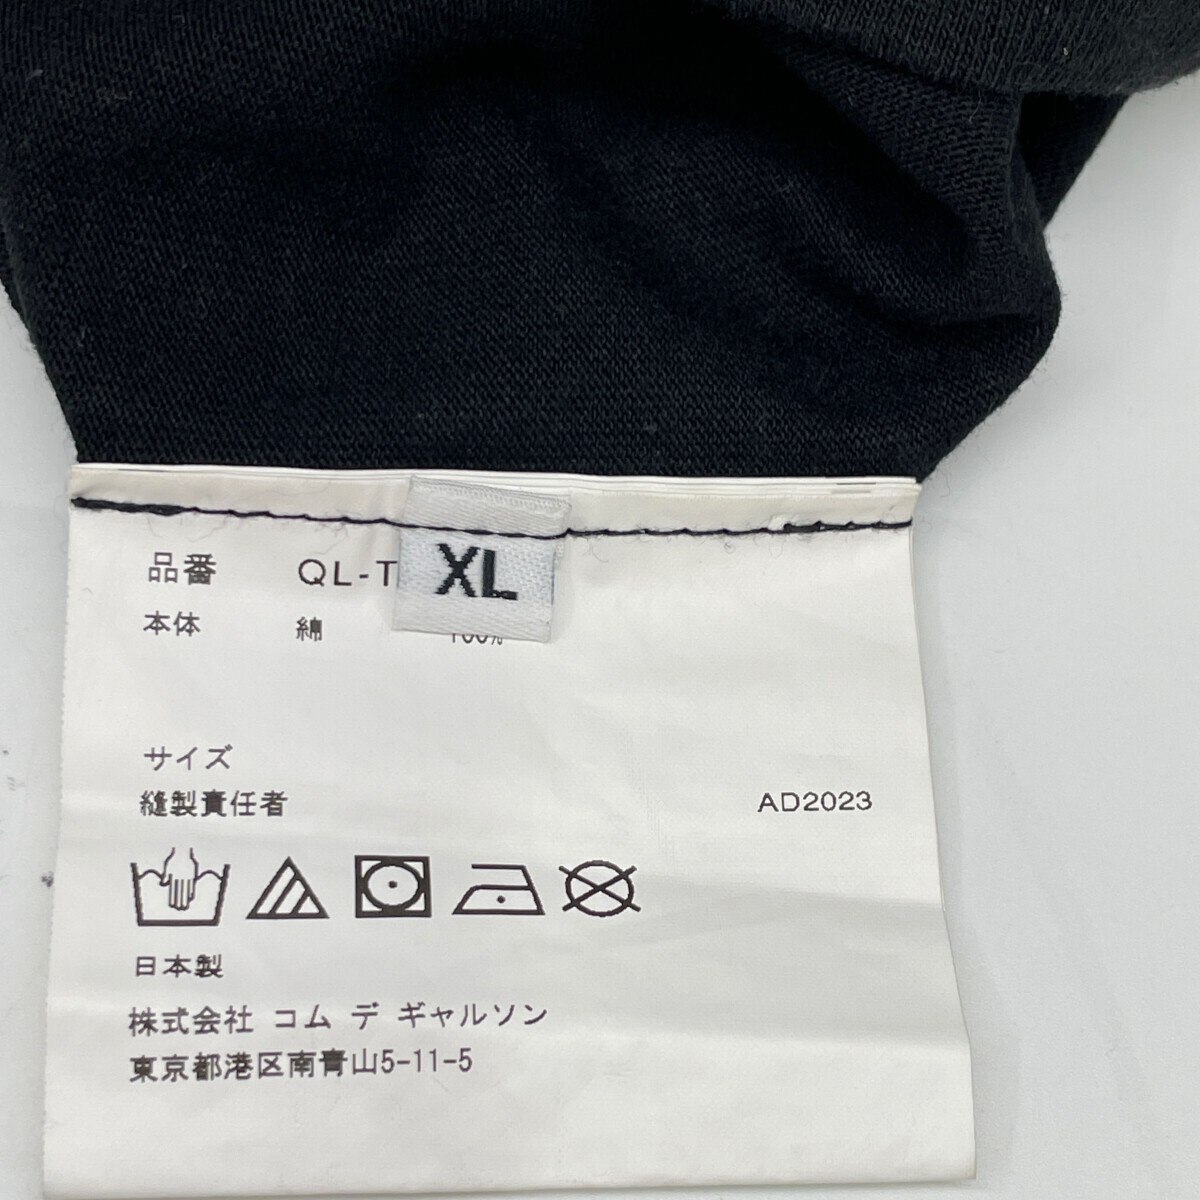 品番 QL-T
XL
本体 綿 100%
サイズ
縫製責任者 AD2023
日本製
株式会社 コム デ ギャルソン
東京都港区南青山5-11-5